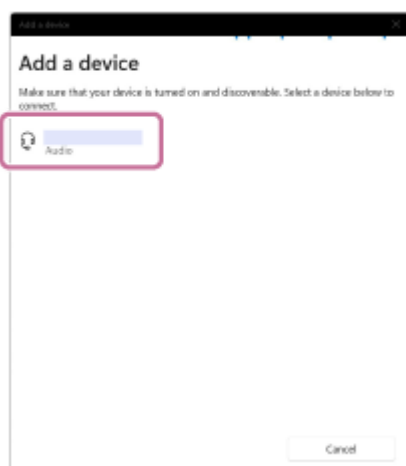 Add a device
Add a device
Make sure that your device is turned on and discoverable. Select a device below to
connect.
Audio
Cancel